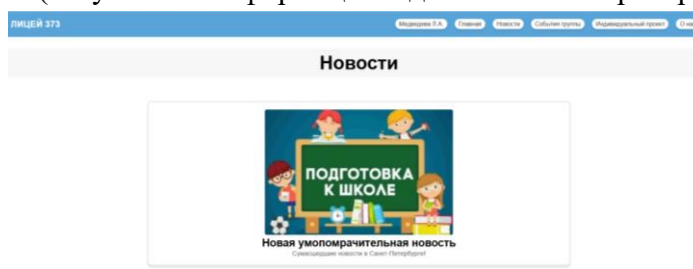 ЛИЦЕЙ 373
Медведева Л.А. Главная Новости События группы Индивидуальный проект О на
Новости
ПОДГОТОВКА
К ШКОЛЕ
Новая умопомрачительная новость
Сумасшедшие новости в Санкт-Петербурге!